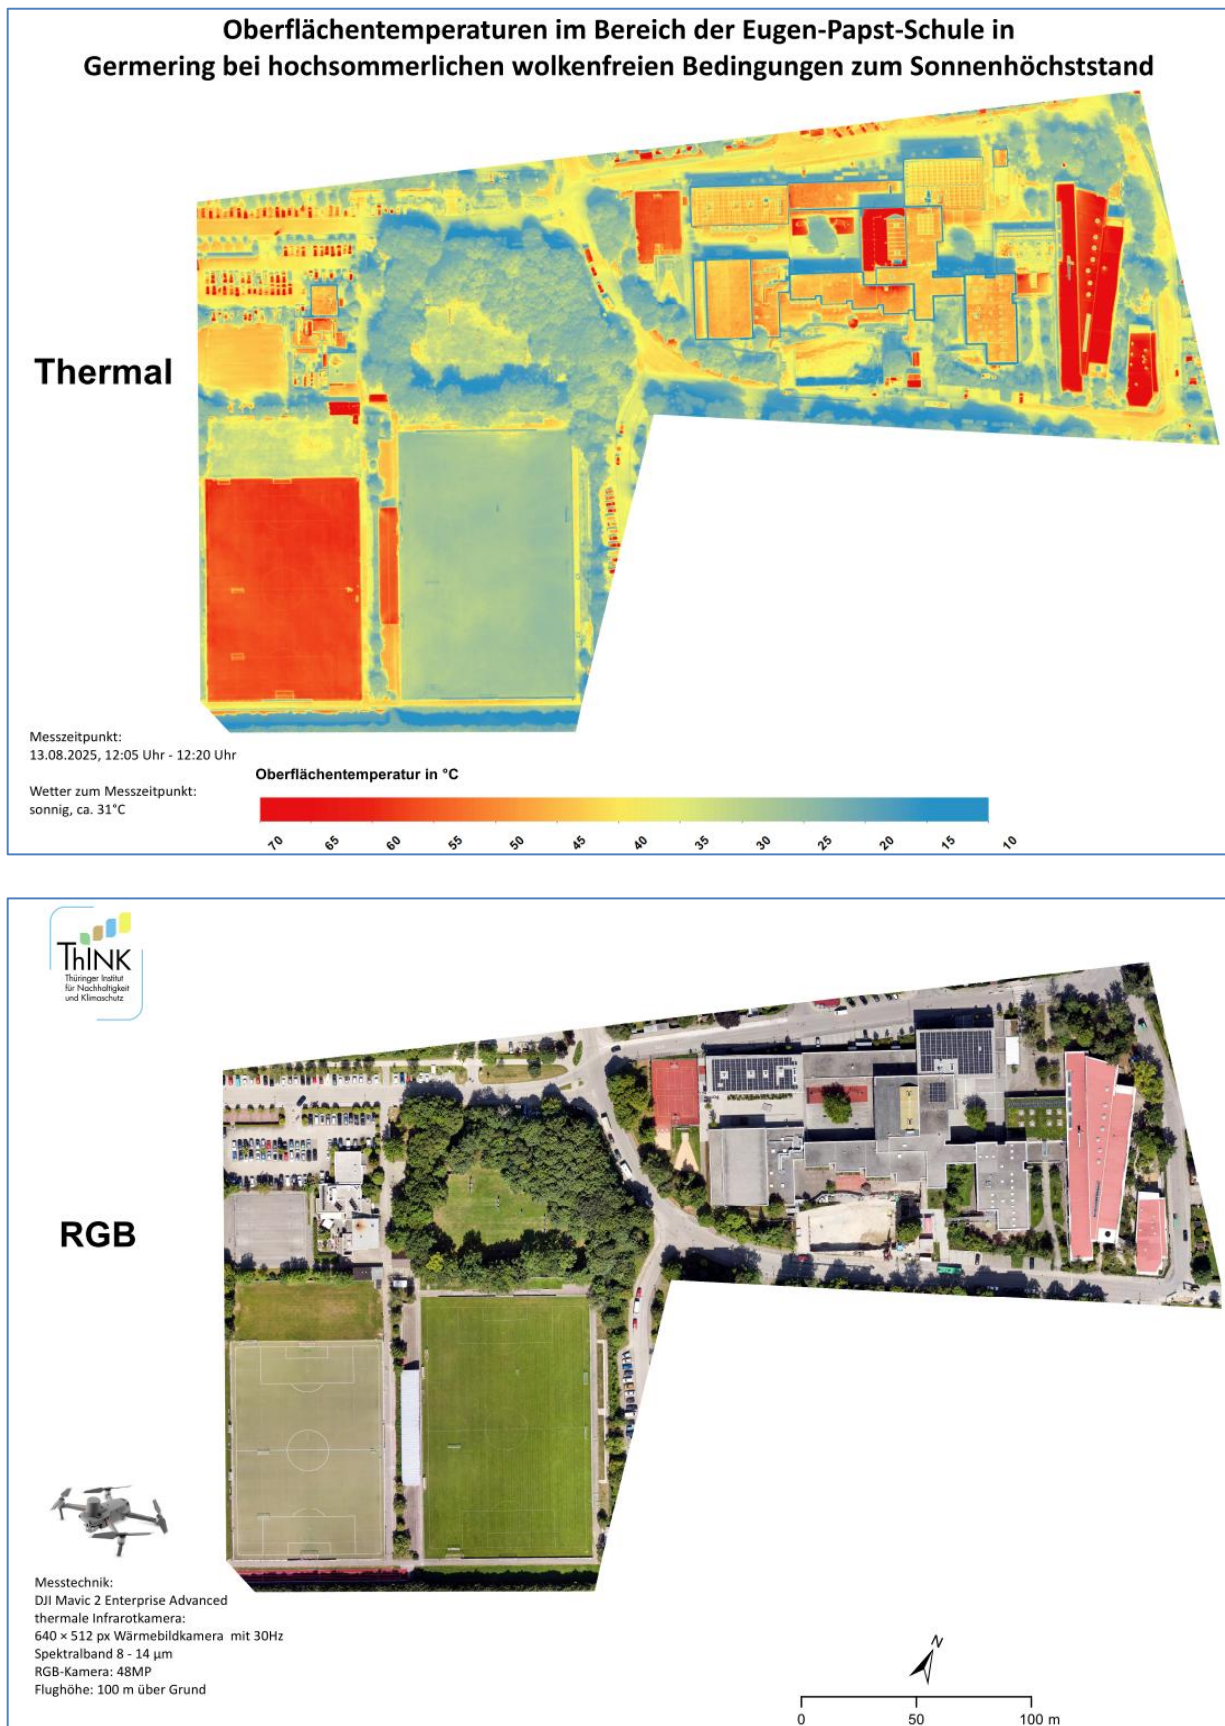 Oberflächentemperaturen im Bereich der Eugen-Papst-Schule in
Germering bei hochsommerlichen wolkenfreien Bedingungen zum Sonnenhöchststand
Thermal
Messzeitpunkt:
13.08.2025, 12:05 Uhr - 12:20 Uhr
Wetter zum Messzeitpunkt:
sonnig, ca. 31°C
Oberflächentemperatur in °C
70 65 60 55 50 45 40 35 30 25 20 15 10
ThINK
Thüringer Institut
für Nachhaltigkeit
und Klimaschutz
RGB
Messtechnik:
DJI Mavic 2 Enterprise Advanced
thermale Infrarotkamera:
640 × 512 px Wärmebildkamera mit 30Hz
Spektralband 8 - 14 µm
RGB-Kamera: 48MP
Flughöhe: 100 m über Grund
N
0 50 100 m